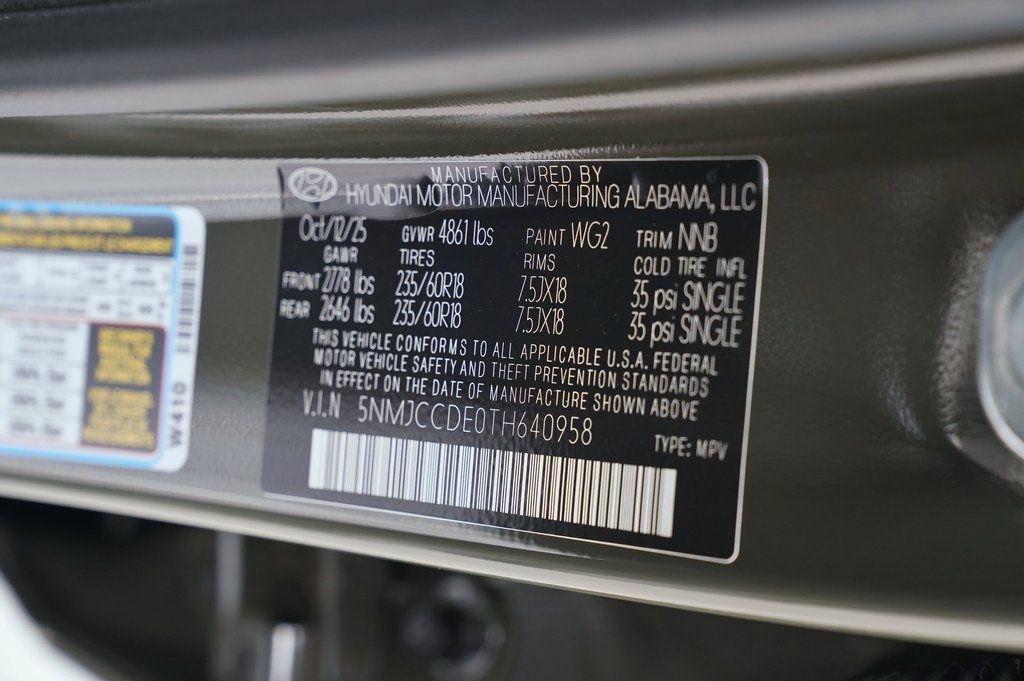 MANUFACTURED BY
HYUNDAI MOTOR MANUFACTURING ALABAMA, LLC
Oct/12/25 GVWR 4861 lbs PAINT WG2 TRIM NNB
GAWR TIRES RIMS COLD TIRE INFL
FRONT 2778 lbs 235/60R18 7.5JX18 35 psi SINGLE
REAR 2646 lbs 235/60R18 7.5JX18 35 psi SINGLE
THIS VEHICLE CONFORMS TO ALL APPLICABLE U.S.A. FEDERAL
MOTOR VEHICLE SAFETY AND THEFT PREVENTION STANDARDS
IN EFFECT ON THE DATE OF MANUFACTURE SHOWN ABOVE
V.I.N 5NMJCCDE0TH640958
TYPE: MPV
W410